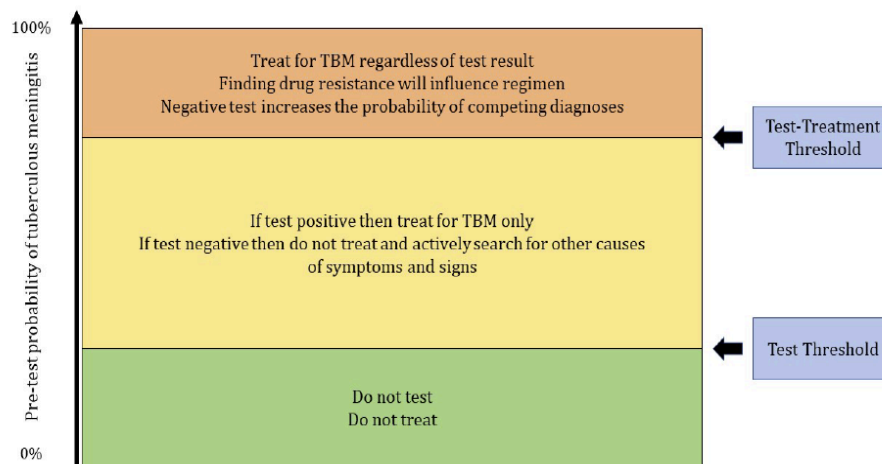 100%
Pre-test probability of tuberculous meningitis
0%
Treat for TBM regardless of test result
Finding drug resistance will influence regimen
Negative test increases the probability of competing diagnoses
Test-Treatment
Threshold
If test positive then treat for TBM only
If test negative then do not treat and actively search for other causes
of symptoms and signs
Test Threshold
Do not test
Do not treat